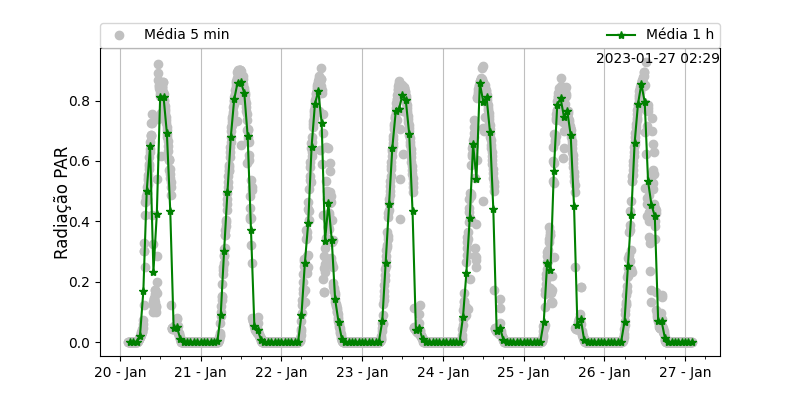 Média 5 min
Média 1 h
2023-01-27 02:29
Radiação PAR
0.8
0.6
0.4
0.2
0.0
20 - Jan
21 - Jan
22 - Jan
23 - Jan
24 - Jan
25 - Jan
26 - Jan
27 - Jan